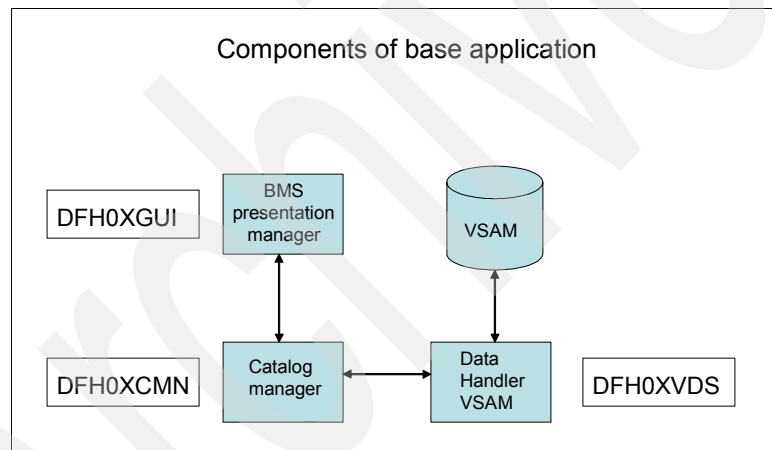 Components of base application
DFH0XGUI
BMS
presentation
manager
VSAM
DFH0XCMN
Catalog
manager
Data
Handler
VSAM
DFH0XVDS